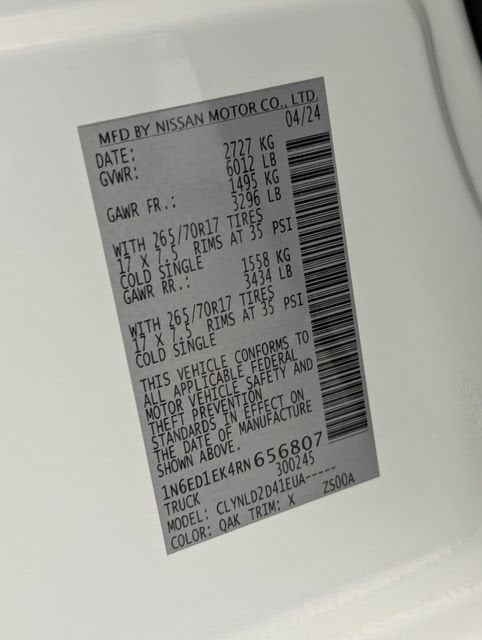 MFD BY NISSAN MOTOR CO., LTD.
DATE: 04/24
GVWR: 2727 KG
6012 LB
GAWR FR.: 1495 KG
3296 LB
WITH 265/70R17 TIRES
17 X 7.5 RIMS AT 35 PSI
COLD SINGLE
GAWR RR.: 1558 KG
3434 LB
WITH 265/70R17 TIRES
17 X 7.5 RIMS AT 35 PSI
COLD SINGLE
THIS VEHICLE CONFORMS TO
ALL APPLICABLE FEDERAL
MOTOR VEHICLE SAFETY AND
THEFT PREVENTION
STANDARDS IN EFFECT ON
THE DATE OF MANUFACTURE
SHOWN ABOVE.
1N6ED1EK4RN656807
TRUCK 300245
MODEL: CLYNLD2D41EUA-----
COLOR: QAK TRIM: X ZS00A